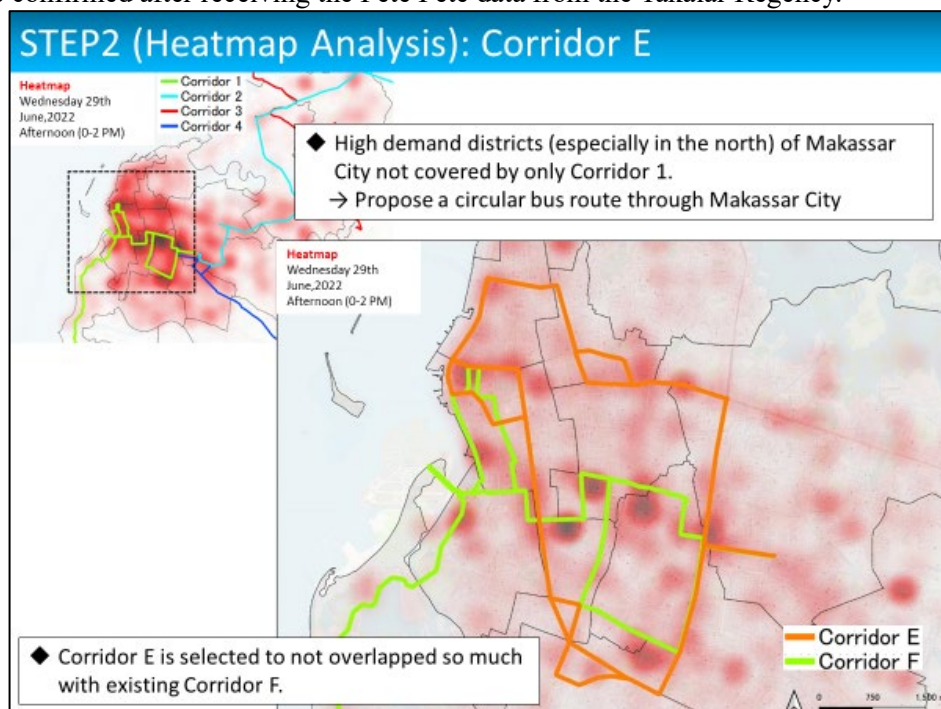 confirmed after receiving the Pete-Pete data from the Takalar Regency.
STEP2 (Heatmap Analysis): Corridor E
Heatmap
Wednesday 29th
June,2022
Afternoon (0-2 PM)
Corridor 1
Corridor 2
Corridor 3
Corridor 4
◆ High demand districts (especially in the north) of Makassar
City not covered by only Corridor 1.
→ Propose a circular bus route through Makassar City
Heatmap
Wednesday 29th
June,2022
Afternoon (0-2 PM)
Corridor E
Corridor F
◆ Corridor E is selected to not overlapped so much
with existing Corridor F.
0 750